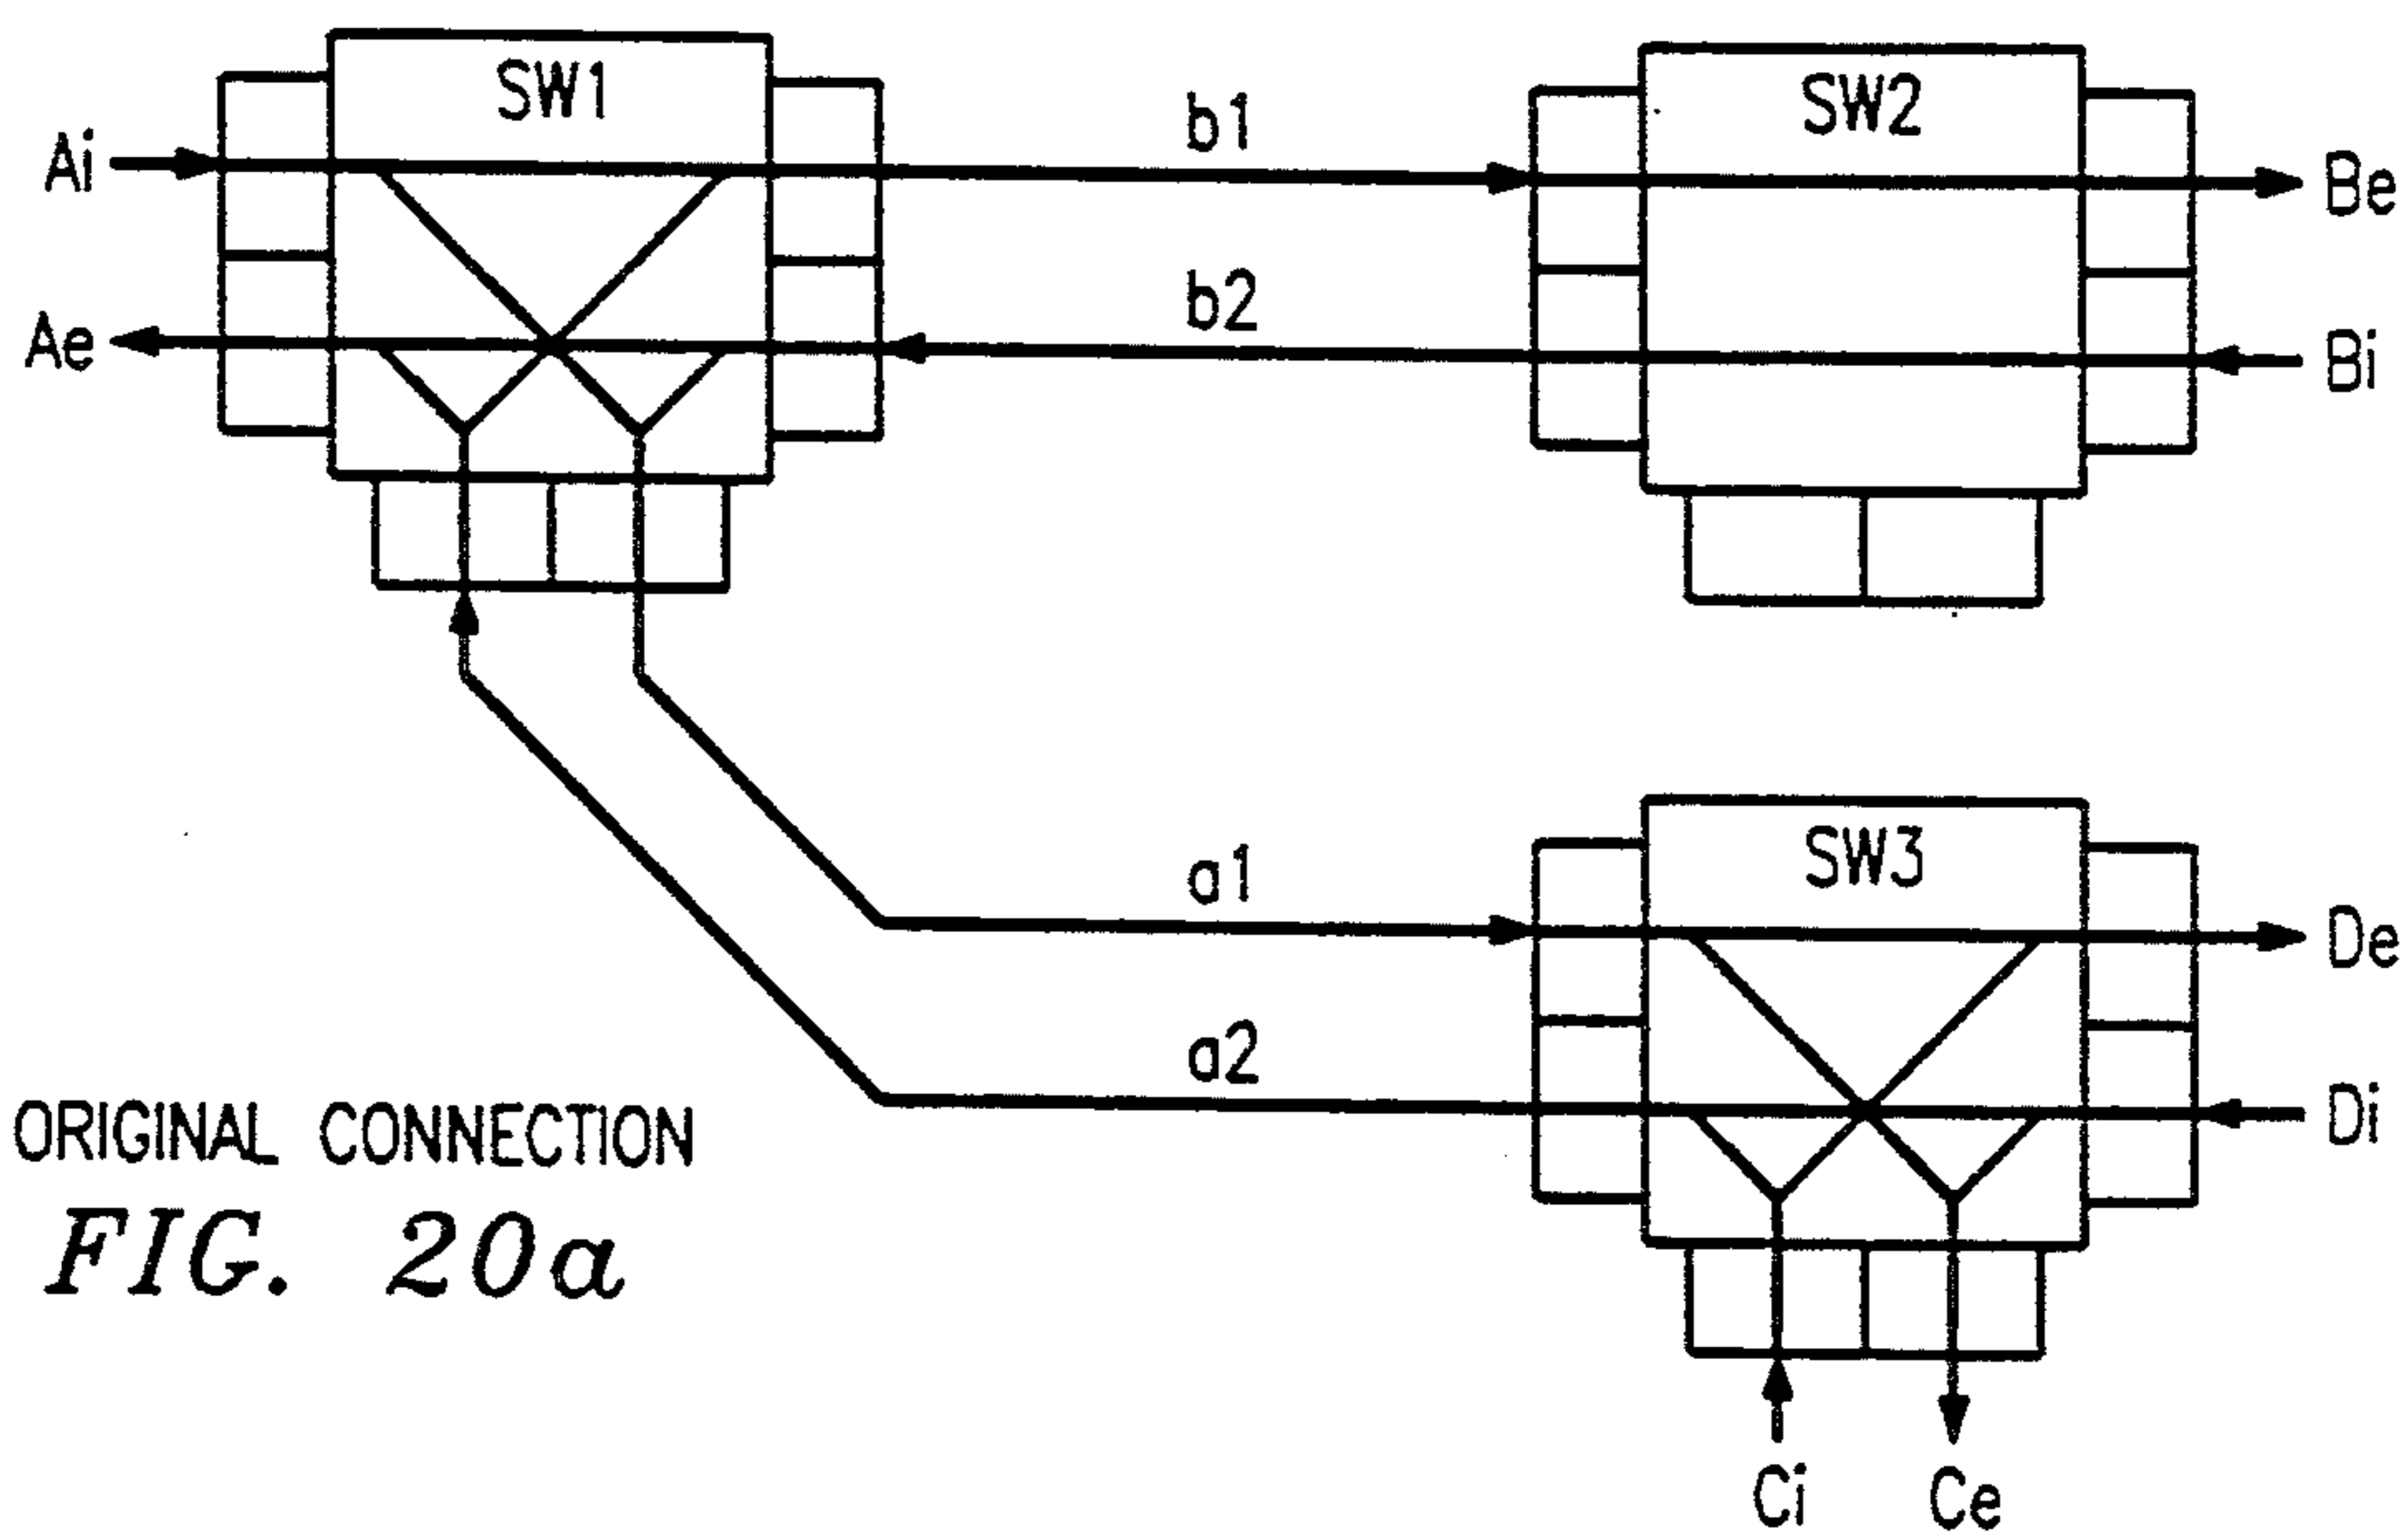 SW1
SW2
Ai
b1
Be
Ae
b2
Bi
a1
SW3
De
a2
Di
ORIGINAL CONNECTION
FIG. 20a
Ci
Ce